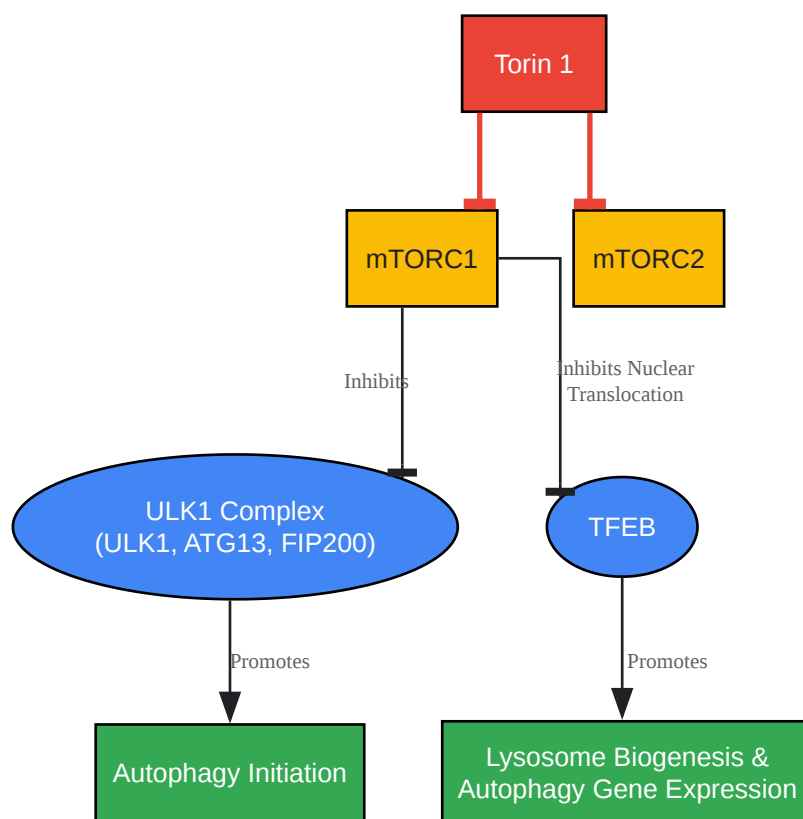 Torin 1
mTORC1
mTORC2
Inhibits
Inhibits Nuclear
Translocation
ULK1 Complex
(ULK1, ATG13, FIP200)
TFEB
Promotes
Promotes
Autophagy Initiation
Lysosome Biogenesis &
Autophagy Gene Expression